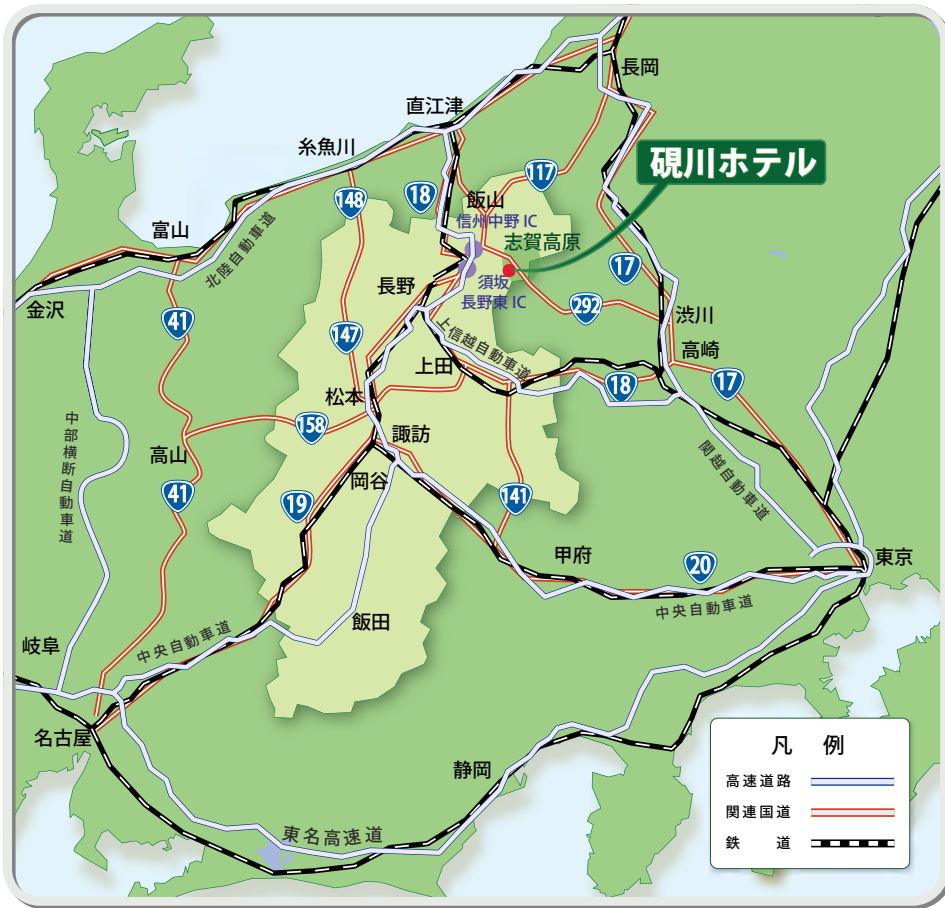 長岡
直江津
糸魚川
硯川ホテル
117
148
18
飯山
信州中野 IC
富山
北陸自動車道
志賀高原
17
須坂
長野東 IC
長野
292
金沢
41
渋川
147
上信越自動車道
高崎
上田
18
17
松本
158
中部横断自動車道
諏訪
高山
関越自動車道
岡谷
41
19
141
甲府
20
東京
中央自動車道
飯田
中央自動車道
岐阜
名古屋
静岡
東名高速道
凡 例
高速道路
関連国道
鉄 道